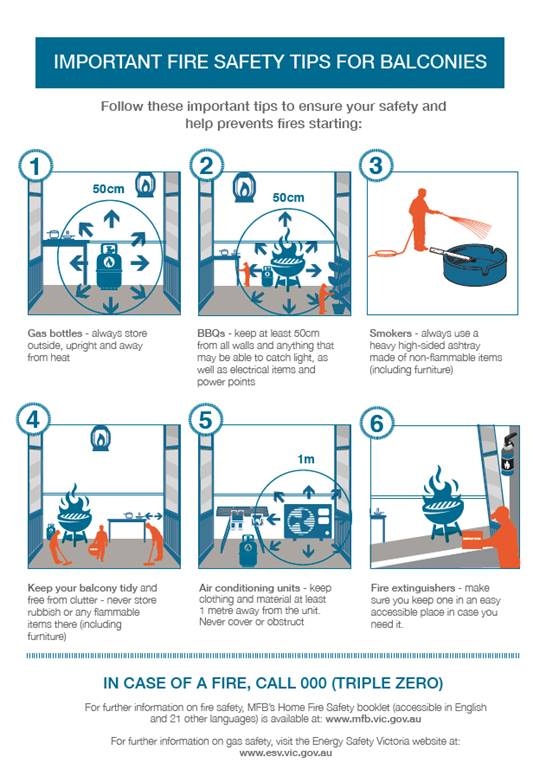 IMPORTANT FIRE SAFETY TIPS FOR BALCONIES
Follow these important tips to ensure your safety and
help prevents fires starting:
1
50cm
Gas bottles - always store
outside, upright and away
from heat
2
50cm
BBQs - keep at least 50cm
from all walls and anything that
may be able to catch light, as
well as electrical items and
power points
3
Smokers - always use a
heavy high-sided ashtray
made of non-flammable items
(including furniture)
4
Keep your balcony tidy and
free from clutter - never store
rubbish or any flammable
items there (including
furniture)
5
1m
Air conditioning units - keep
clothing and material at least
1 metre away from the unit.
Never cover or obstruct
6
Fire extinguishers - make
sure you keep one in an easy
accessible place in case you
need it.
IN CASE OF A FIRE, CALL 000 (TRIPLE ZERO)
For further information on fire safety, MFB's Home Fire Safety booklet (accessible in English
and 21 other languages) is available at: www.mfb.vic.gov.au
For further information on gas safety, visit the Energy Safety Victoria website at:
www.esv.vic.gov.au